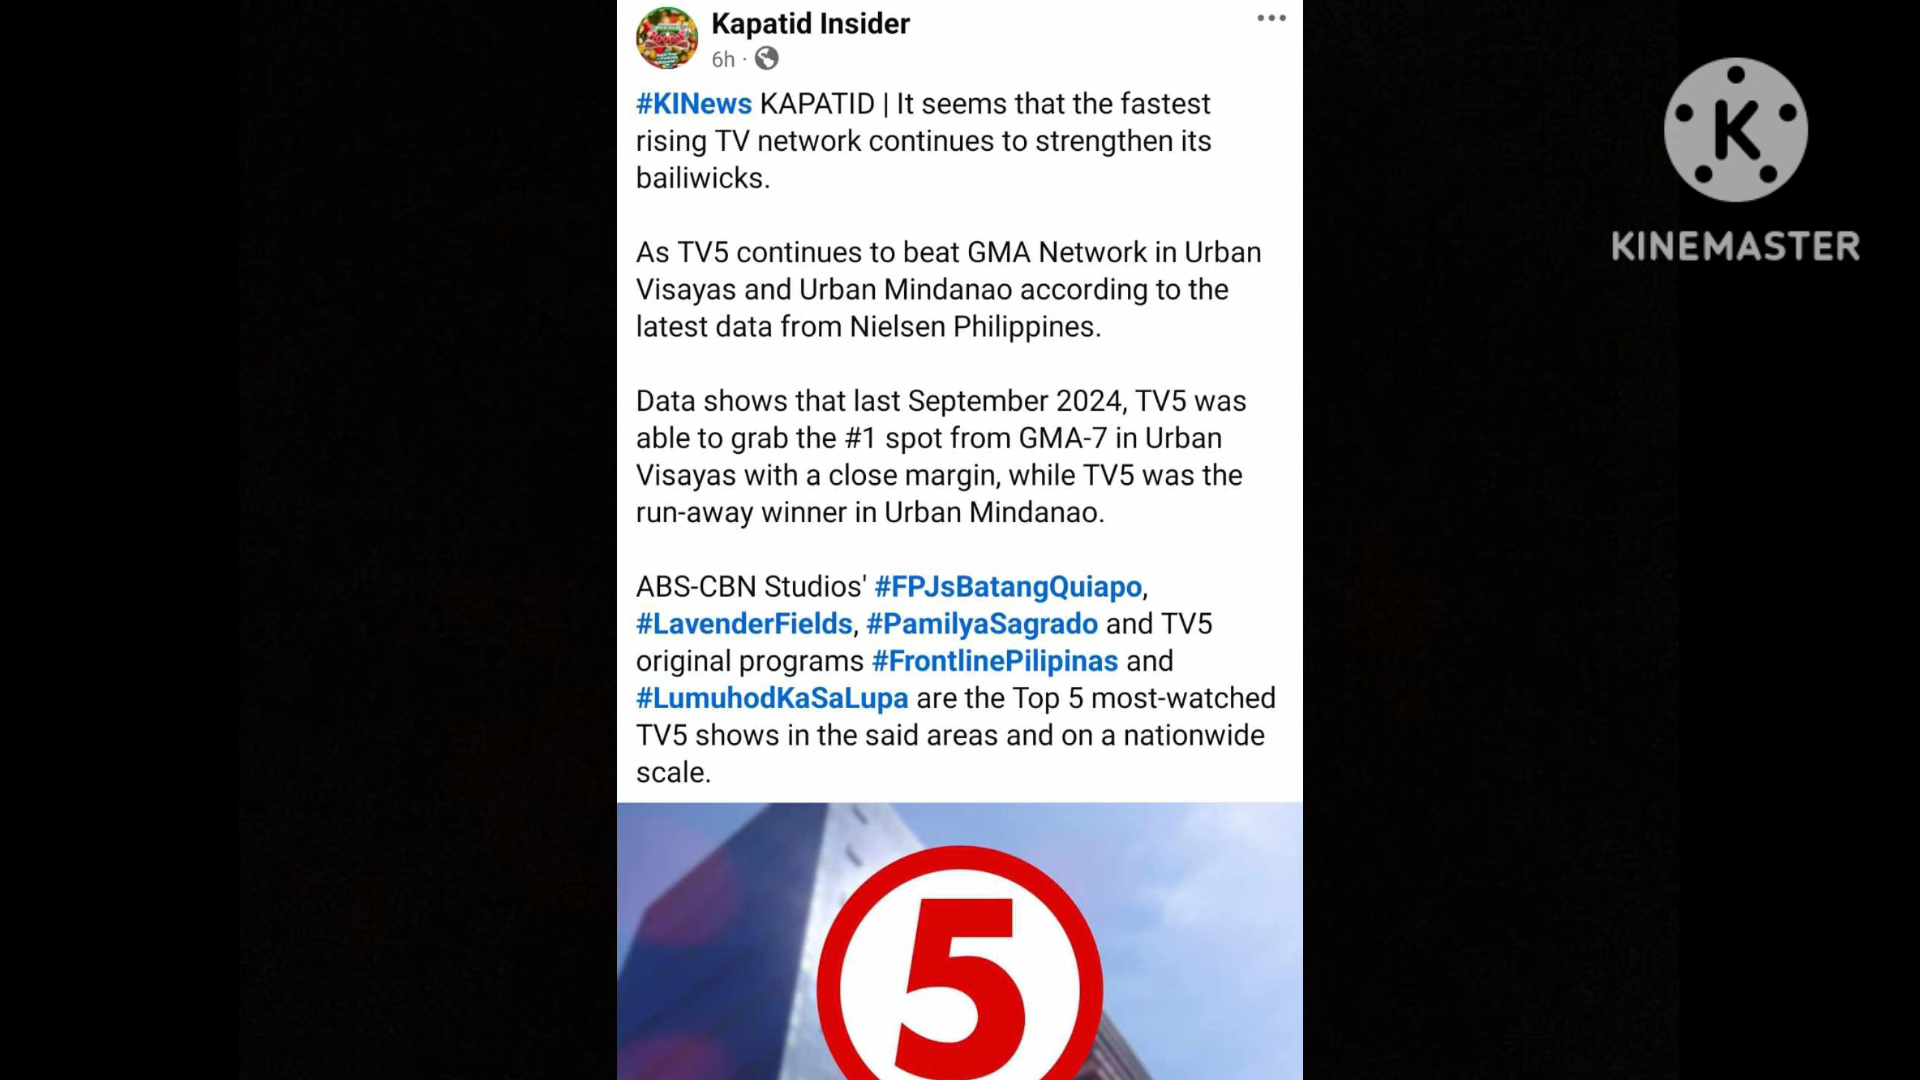 Kapatid Insider
6h ·
#KINews KAPATID | It seems that the fastest
rising TV network continues to strengthen its
bailiwicks.
As TV5 continues to beat GMA Network in Urban
Visayas and Urban Mindanao according to the
latest data from Nielsen Philippines.
Data shows that last September 2024, TV5 was
able to grab the #1 spot from GMA-7 in Urban
Visayas with a close margin, while TV5 was the
run-away winner in Urban Mindanao.
ABS-CBN Studios' #FPJsBatangQuiapo,
#LavenderFields, #PamilyaSagrado and TV5
original programs #FrontlinePilipinas and
#LumuhodKaSaLupa are the Top 5 most-watched
TV5 shows in the said areas and on a nationwide
scale.
5
K
KINEMASTER